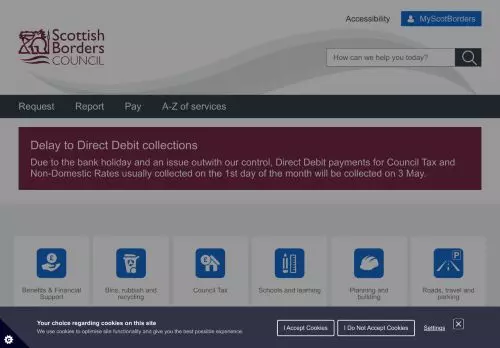 Accessibility
MyScotBorders
Scottish
Borders
COUNCIL
How can we help you today?
Request Report Pay A-Z of services
Delay to Direct Debit collections
Due to the bank holiday and an issue outwith our control, Direct Debit payments for Council Tax and
Non-Domestic Rates usually collected on the 1st day of the month will be collected on 3 May.
Benefits & Financial
Support
Bins, rubbish and
recycling
Council Tax
Schools and learning
Planning and
building
Roads, travel and
parking
Your choice regarding cookies on this site
We use cookies to optimise site functionality and give you the best possible experience.
I Accept Cookies
I Do Not Accept Cookies
Settings